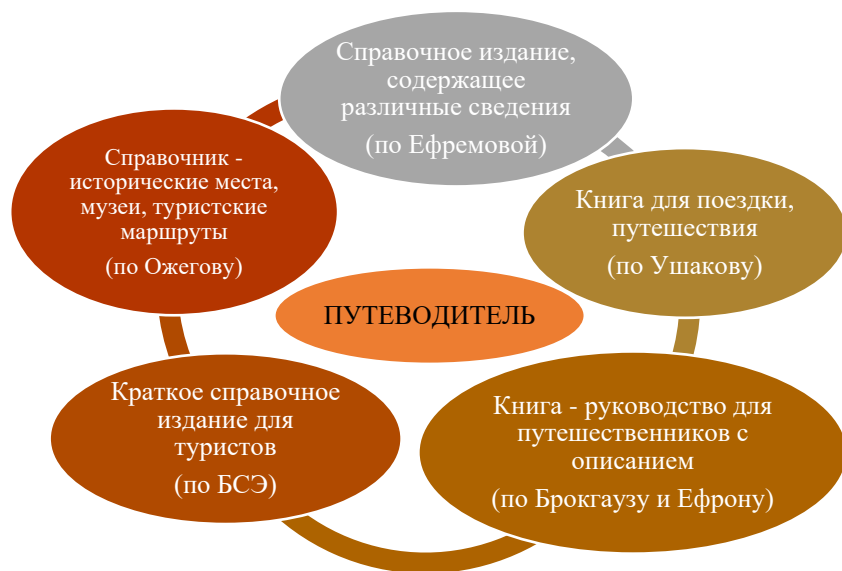 Справочное издание,
содержащее
различные сведения
(по Ефремовой)
Книга для поездки,
путешествия
(по Ушакову)
Книга - руководство для
путешественников с
описанием
(по Брокгаузу и Ефрону)
Краткое справочное
издание для
туристов
(по БСЭ)
Справочник -
исторические места,
музеи, туристские
маршруты
(по Ожегову)
ПУТЕВОДИТЕЛЬ